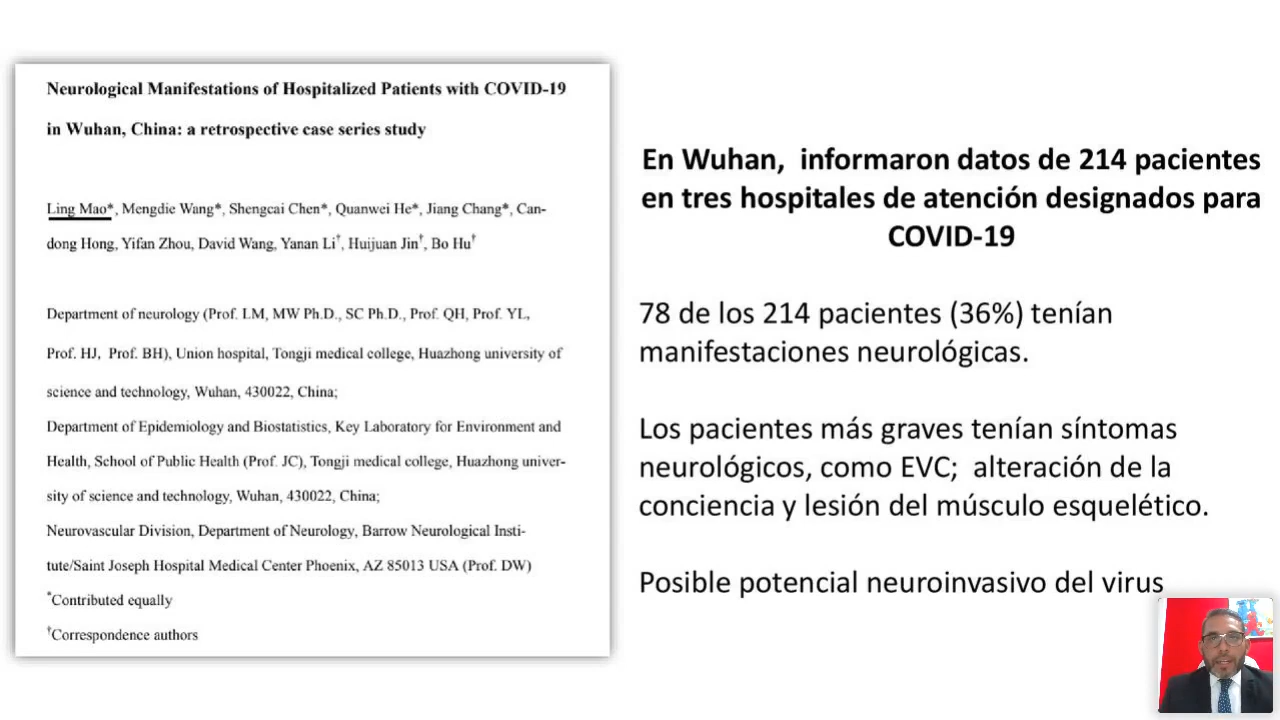 Neurological Manifestations of Hospitalized Patients with COVID-19
in Wuhan, China: a retrospective case series study
Ling Mao*, Mengdie Wang*, Shengcai Chen*, Quanwei He*, Jiang Chang*, Can-
dong Hong, Yifan Zhou, David Wang, Yanan Li†, Huijuan Jin†, Bo Hu†
Department of neurology (Prof. LM, MW Ph.D., SC Ph.D., Prof. QH, Prof. YL,
Prof. HJ, Prof. BH), Union hospital, Tongji medical college, Huazhong university of
science and technology, Wuhan, 430022, China;
Department of Epidemiology and Biostatistics, Key Laboratory for Environment and
Health, School of Public Health (Prof. JC), Tongji medical college, Huazhong univer-
sity of science and technology, Wuhan, 430022, China;
Neurovascular Division, Department of Neurology, Barrow Neurological Insti-
tute/Saint Joseph Hospital Medical Center Phoenix, AZ 85013 USA (Prof. DW)
*Contributed equally
†Correspondence authors
En Wuhan, informaron datos de 214 pacientes
en tres hospitales de atención designados para
COVID-19
78 de los 214 pacientes (36%) tenían
manifestaciones neurológicas.
Los pacientes más graves tenían síntomas
neurológicos, como EVC; alteración de la
conciencia y lesión del músculo esquelético.
Posible potencial neuroinvasivo del virus